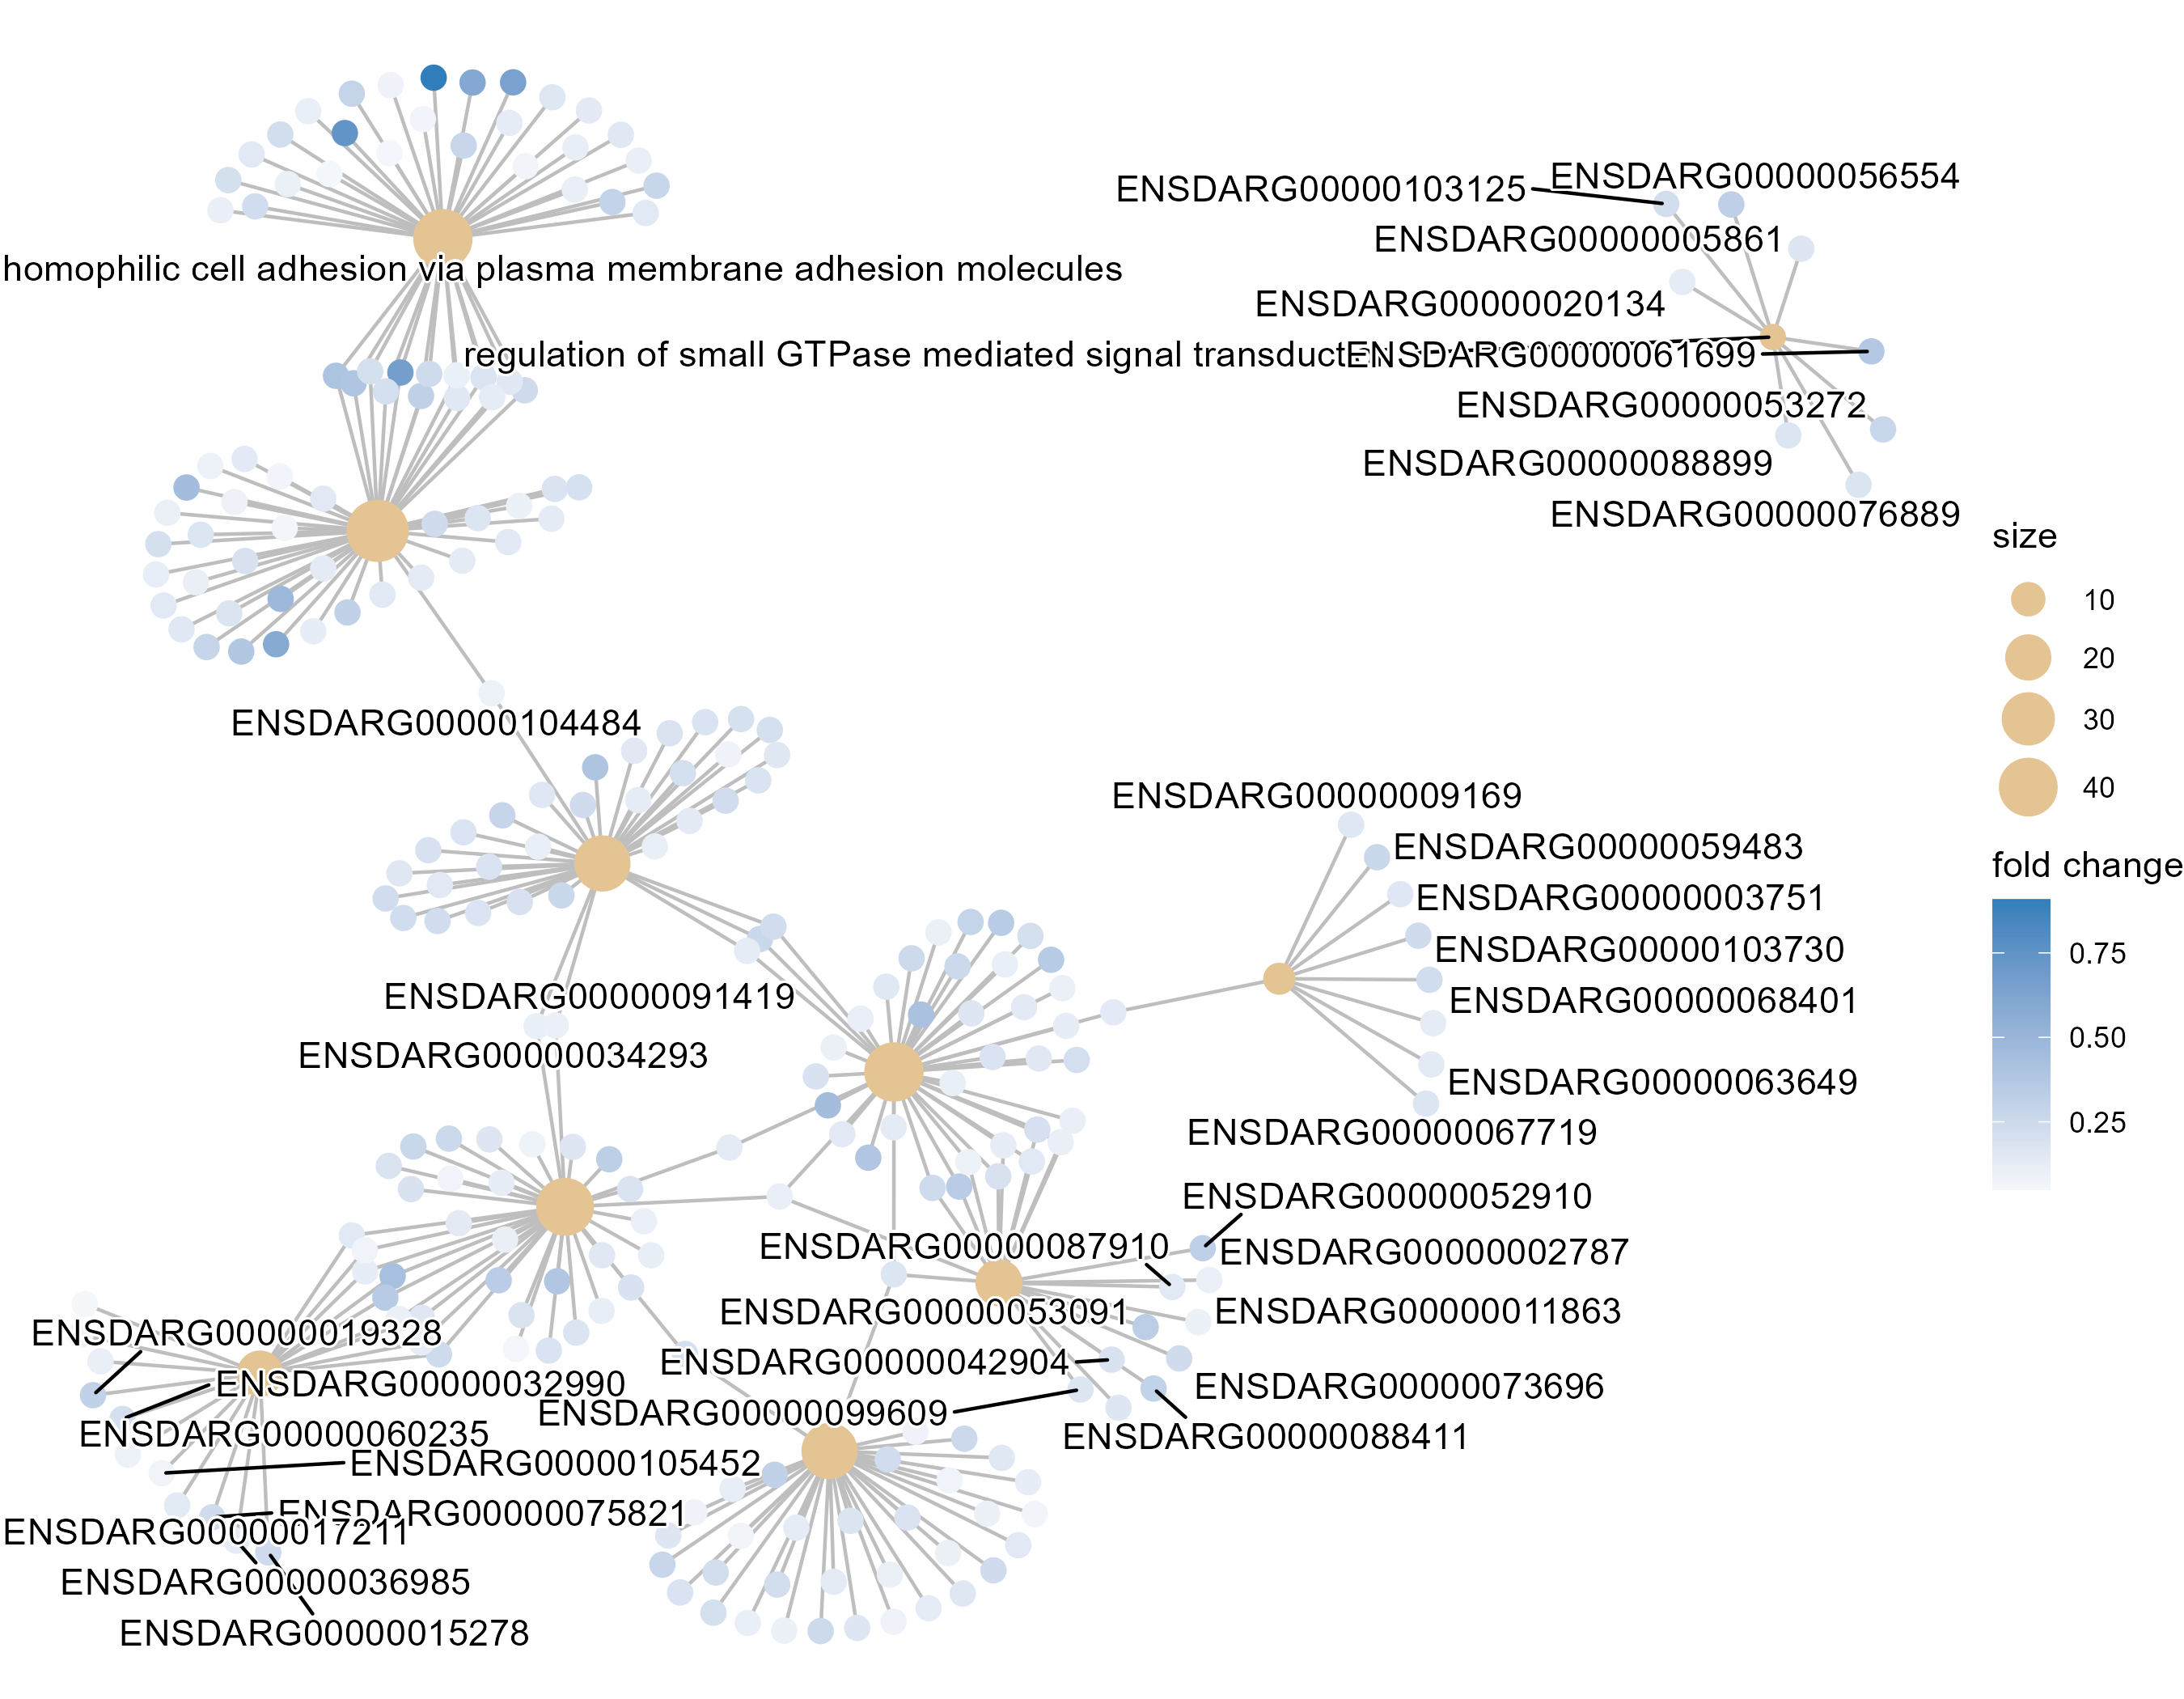 ENSDARG00000056554
ENSDARG00000103125
ENSDARG00000005861
homophilic cell adhesion via plasma membrane adhesion molecules
ENSDARG00000020134
regulation of small GTPase mediated signal
ENSDARG00000061699
ENSDARG00000053272
ENSDARG00000088899
ENSDARG00000076889
size
10
20
30
40
ENSDARG00000104484
ENSDARG00000009169
ENSDARG00000059483
fold change
ENSDARG00000003751
ENSDARG00000103730
0.75
ENSDARG00000091419
ENSDARG00000068401
0.50
ENSDARG00000034293
ENSDARG00000063649
0.25
ENSDARG00000067719
ENSDARG00000052910
ENSDARG00000087910
ENSDARG00000002787
ENSDARG00000053091
ENSDARG00000011863
ENSDARG00000019328
ENSDARG00000042904
ENSDARG00000032990
ENSDARG00000073696
ENSDARG00000099609
ENSDARG00000060235
ENSDARG00000088411
ENSDARG00000105452
ENSDARG00000075821
ENSDARG00000017211
ENSDARG00000036985
ENSDARG00000015278